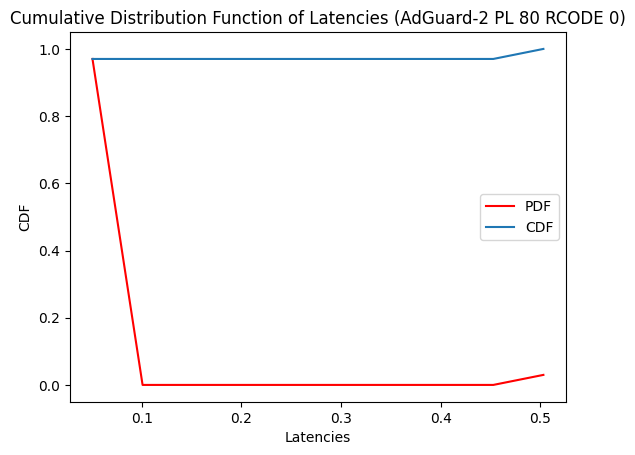 Cumulative Distribution Function of Latencies (AdGuard-2 PL 80 RCODE 0)
1.0
0.8
0.6
0.4
0.2
0.0
CDF
PDF
CDF
0.1
0.2
0.3
0.4
0.5
Latencies